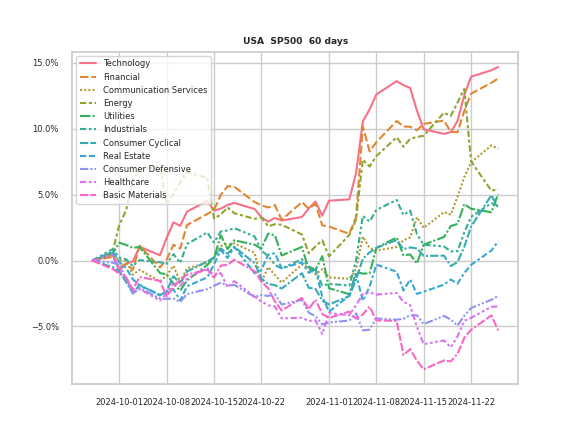 USA SP500 60 days
15.0%
10.0%
5.0%
0.0%
−5.0%
Technology
Financial
Communication Services
Energy
Utilities
Industrials
Consumer Cyclical
Real Estate
Consumer Defensive
Healthcare
Basic Materials
2024-10-01 2024-10-08 2024-10-15 2024-10-22 2024-11-01 2024-11-08 2024-11-15 2024-11-22